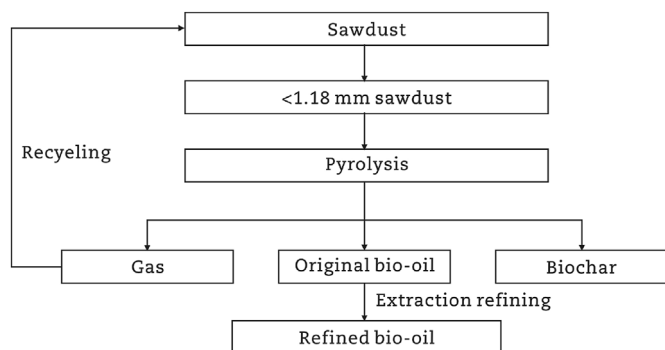 Sawdust
<1.18 mm sawdust
Recyeling
Pyrolysis
Gas
Original bio-oil
Biochar
Extraction refining
Refined bio-oil